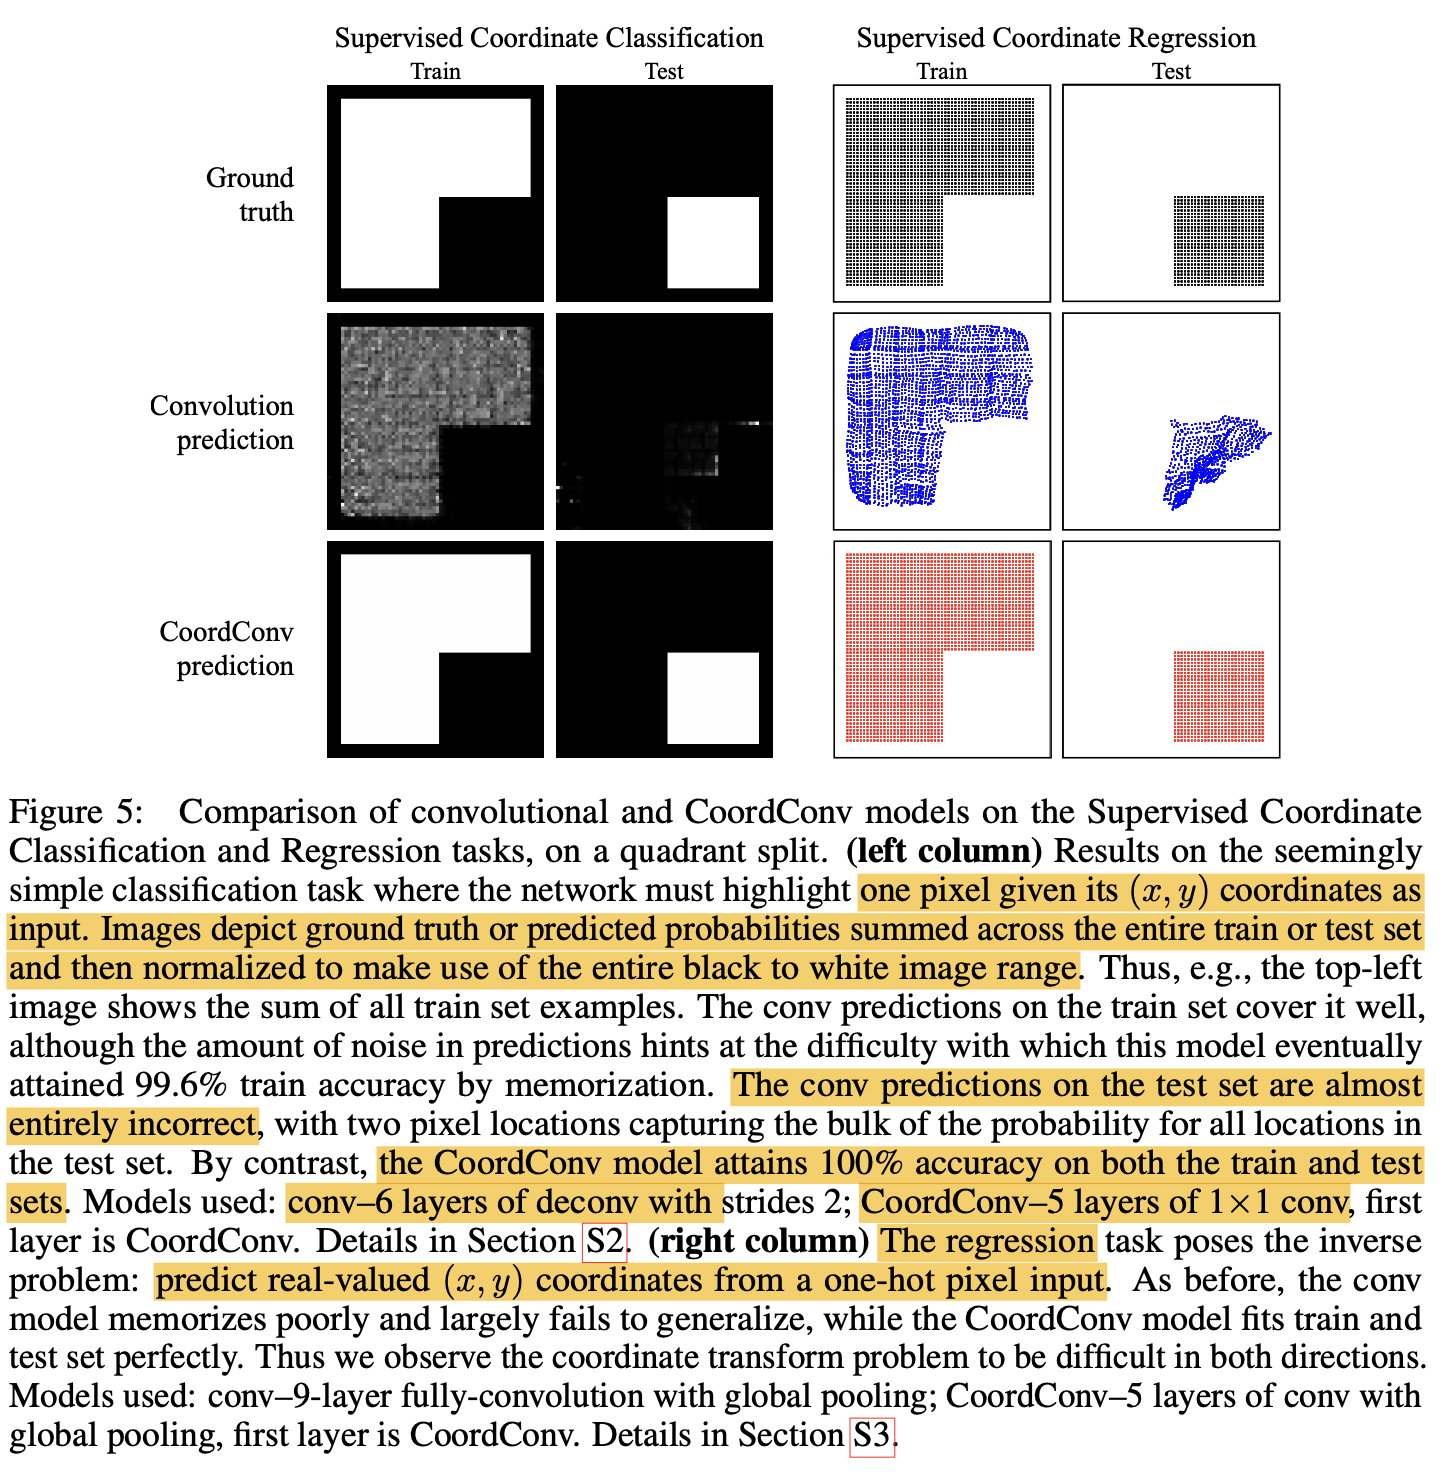 Supervised Coordinate Classification
Supervised Coordinate Regression
Train
Test
Train
Test
Ground
truth
Convolution
prediction
CoordConv
prediction
Figure 5: Comparison of convolutional and CoordConv models on the Supervised Coordinate
Classification and Regression tasks, on a quadrant split. (left column) Results on the seemingly
simple classification task where the network must highlight one pixel given its (x, y) coordinates as
input. Images depict ground truth or predicted probabilities summed across the entire train or test set
and then normalized to make use of the entire black to white image range. Thus, e.g., the top-left
image shows the sum of all train set examples. The conv predictions on the train set cover it well,
although the amount of noise in predictions hints at the difficulty with which this model eventually
attained 99.6% train accuracy by memorization. The conv predictions on the test set are almost
entirely incorrect, with two pixel locations capturing the bulk of the probability for all locations in
the test set. By contrast, the CoordConv model attains 100% accuracy on both the train and test
sets. Models used: conv–6 layers of deconv with strides 2; CoordConv–5 layers of 1×1 conv, first
layer is CoordConv. Details in Section S2. (right column) The regression task poses the inverse
problem: predict real-valued (x, y) coordinates from a one-hot pixel input. As before, the conv
model memorizes poorly and largely fails to generalize, while the CoordConv model fits train and
test set perfectly. Thus we observe the coordinate transform problem to be difficult in both directions.
Models used: conv–9-layer fully-convolution with global pooling; CoordConv–5 layers of conv with
global pooling, first layer is CoordConv. Details in Section S3.